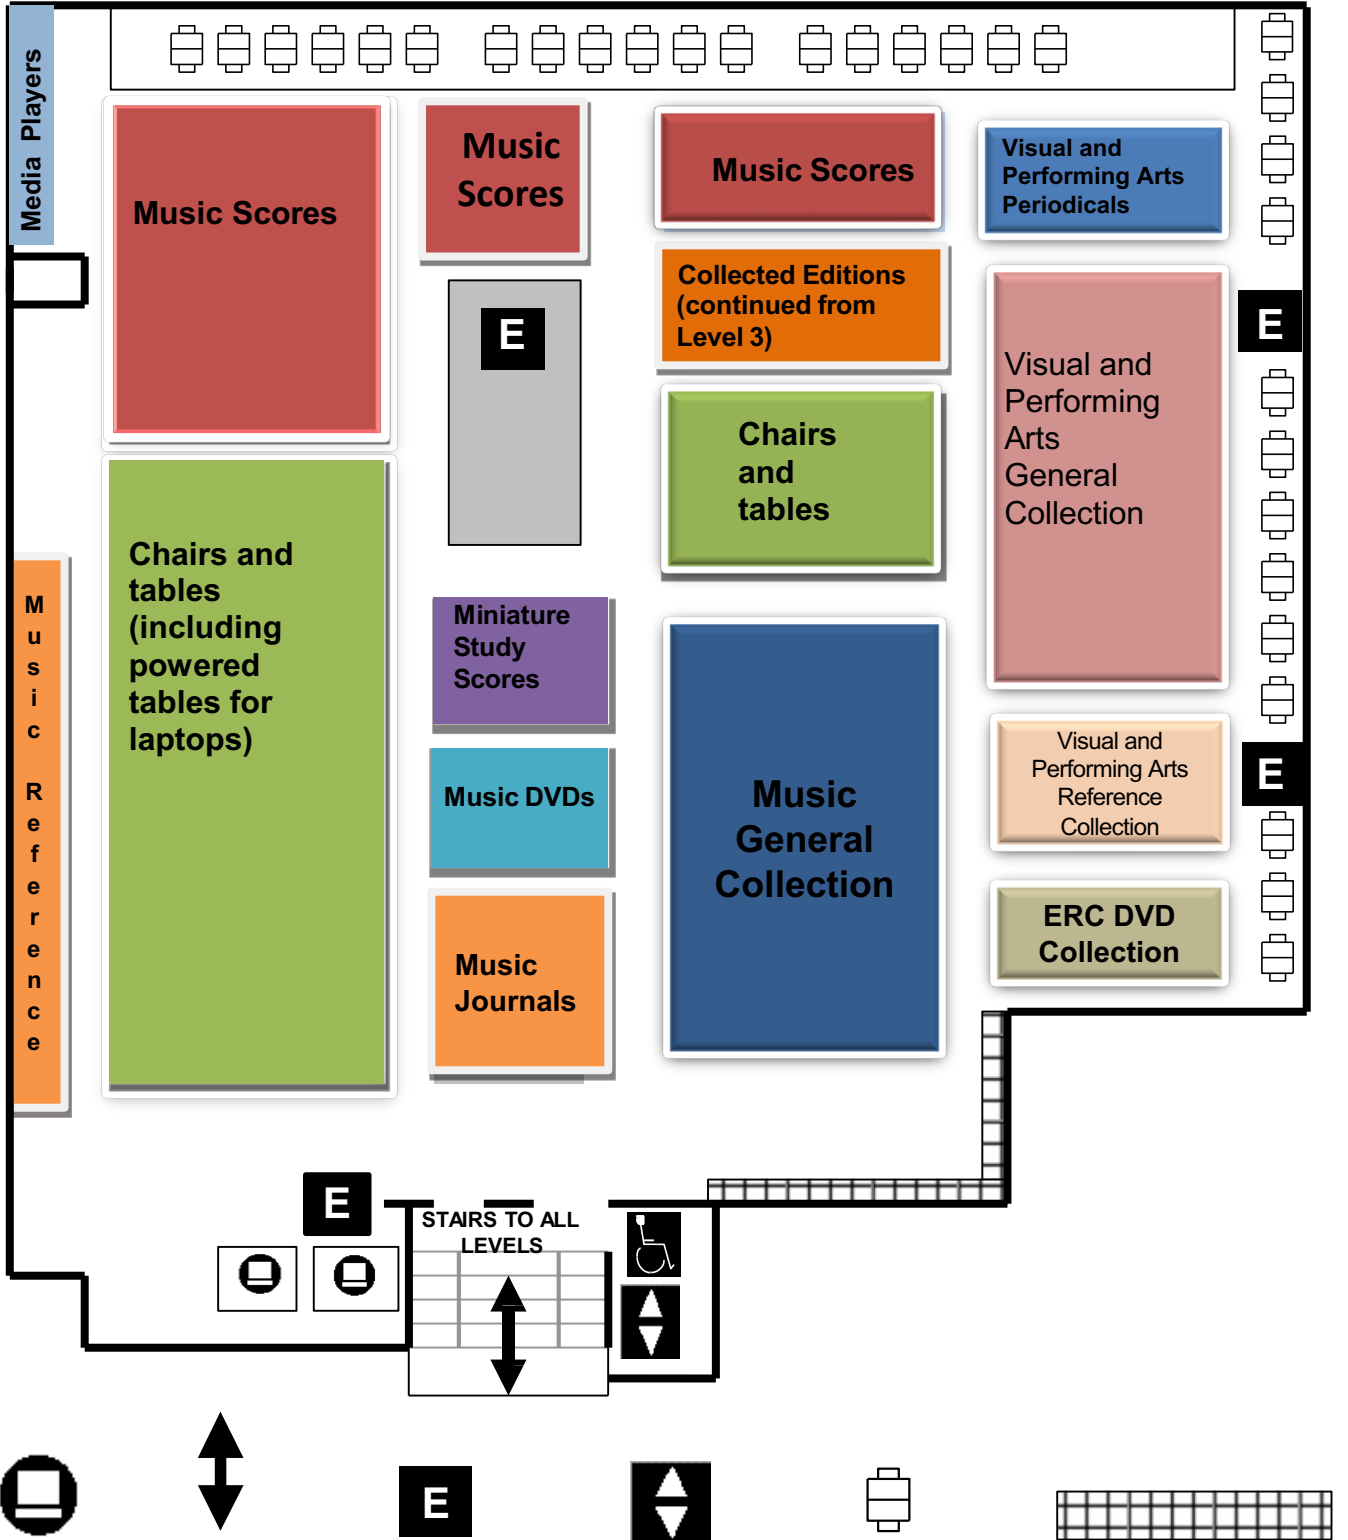 Media Players
Music Scores
Music
Scores
Music Scores
Visual and
Performing Arts
Periodicals
Collected Editions
(continued from
Level 3)
E
E
Visual and
Performing
Arts
General
Collection
Chairs
and
tables
Chairs and
tables
(including
powered
tables for
laptops)
Music Reference
Miniature
Study
Scores
Music DVDs
Music
Journals
Music
General
Collection
Visual and
Performing Arts
Reference
Collection
E
ERC DVD
Collection
E
STAIRS TO ALL
LEVELS
E